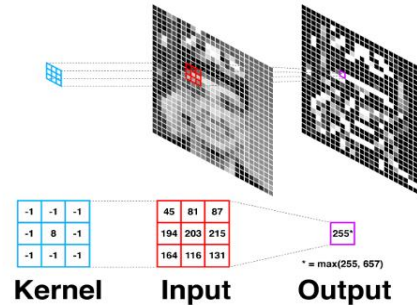 -1 -1 -1
-1 8 -1
-1 -1 -1
45 81 87
194 203 215
164 116 131
255*
* = max(255, 657)
Kernel Input Output